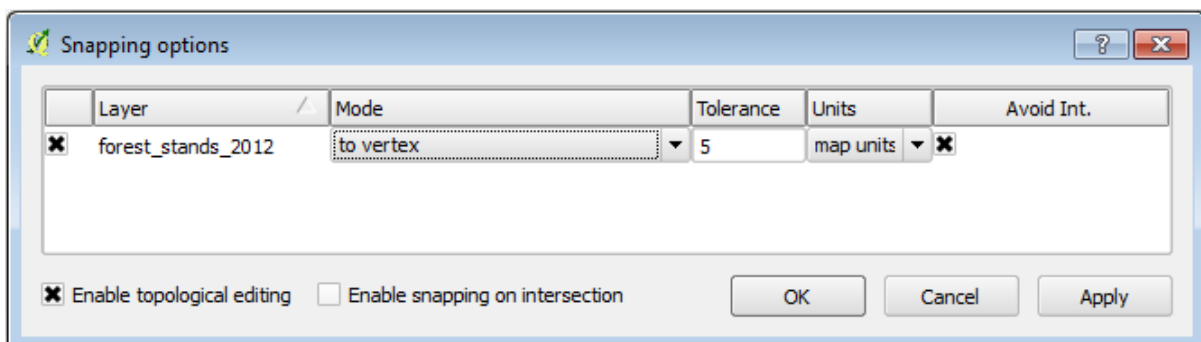 Snapping options
Layer Mode Tolerance Units Avoid Int.
forest_stands_2012 to vertex 5 map units
Enable topological editing Enable snapping on intersection OK Cancel Apply